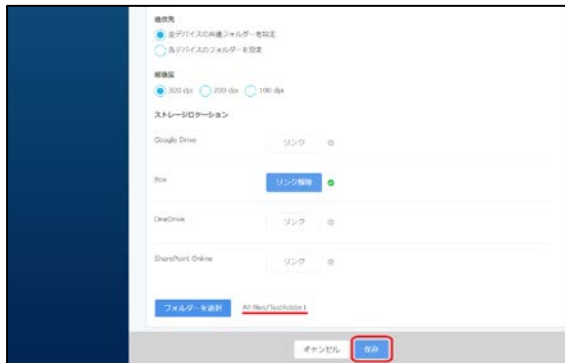 送信先
全デバイスの共通フォルダーを設定
各デバイスのフォルダーを設定
解像度
300 dpi 200 dpi 100 dpi
ストレージロケーション
Google Drive リンク
Box リンク解除
OneDrive リンク
SharePoint Online リンク
フォルダーを選択 All Files/TestFolder1
キャンセル 保存